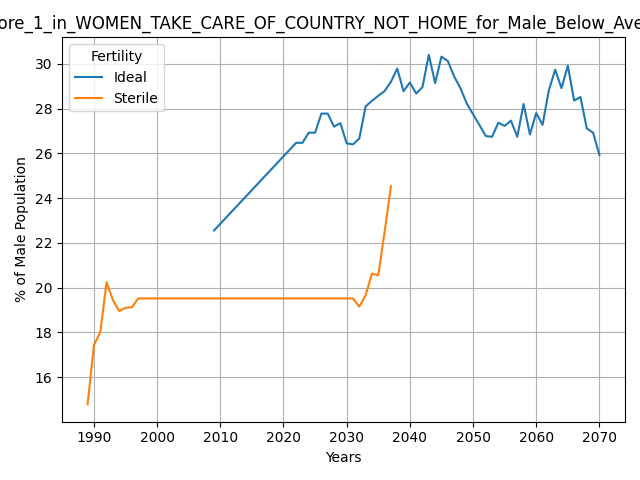 ore_1_in_WOMEN_TAKE_CARE_OF_COUNTRY_NOT_HOME_for_Male_Below_Ave
Fertility
Ideal
Sterile
% of Male Population
30
28
26
24
22
20
18
16
1990 2000 2010 2020 2030 2040 2050 2060 2070
Years